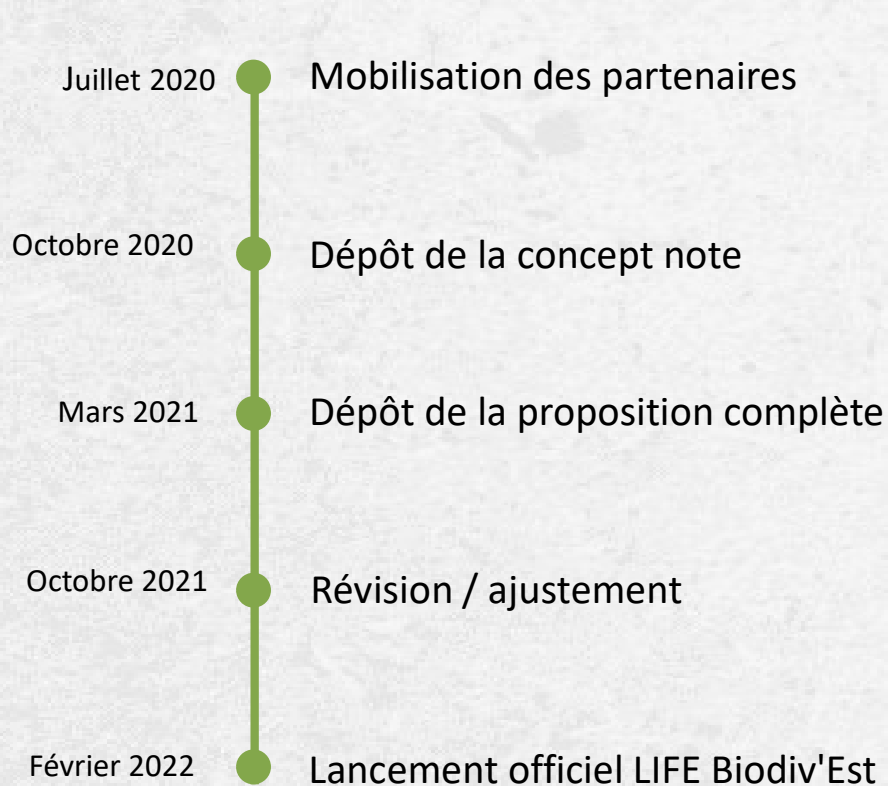 Juillet 2020 Mobilisation des partenaires
Octobre 2020 Dépôt de la concept note
Mars 2021 Dépôt de la proposition complète
Octobre 2021 Révision / ajustement
Février 2022 Lancement officiel LIFE Biodiv'Est